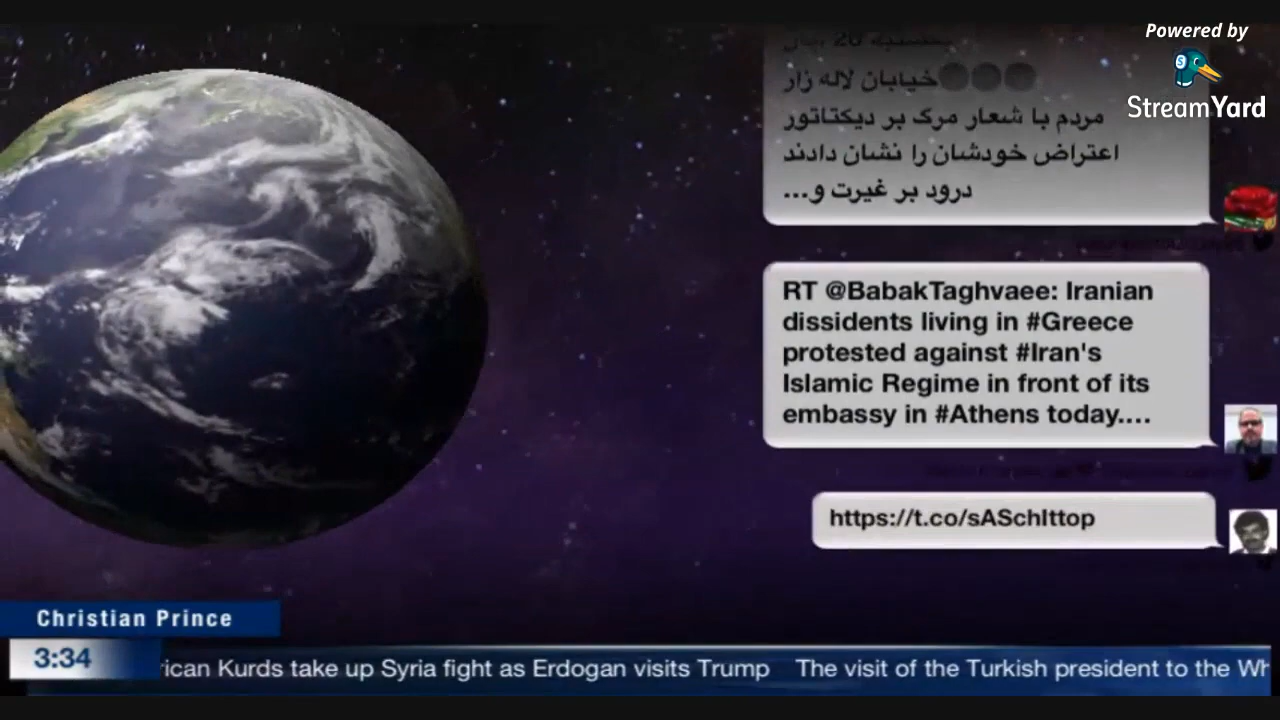 Powered by
StreamYard
خیابان لاله زار
مردم با شعار مرگ بر دیکتاتور
اعتراض خودشان را نشان دادند
درود بر غیرت و...
RT @BabakTaghvaee: Iranian
dissidents living in #Greece
protested against #Iran's
Islamic Regime in front of its
embassy in #Athens today....
https://t.co/sASchIttop
Christian Prince
3:34
rican Kurds take up Syria fight as Erdogan visits Trump The visit of the Turkish president to the Wh